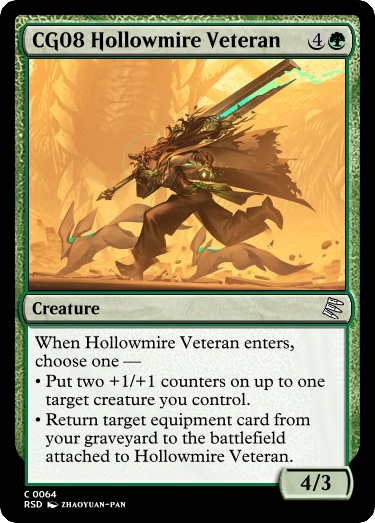 CG08 Hollowmire Veteran 4
Creature
When Hollowmire Veteran enters,
choose one —
• Put two +1/+1 counters on up to one
target creature you control.
• Return target equipment card from
your graveyard to the battlefield
attached to Hollowmire Veteran.
4/3
C 0064
RSD ZHAOYUAN-PAN